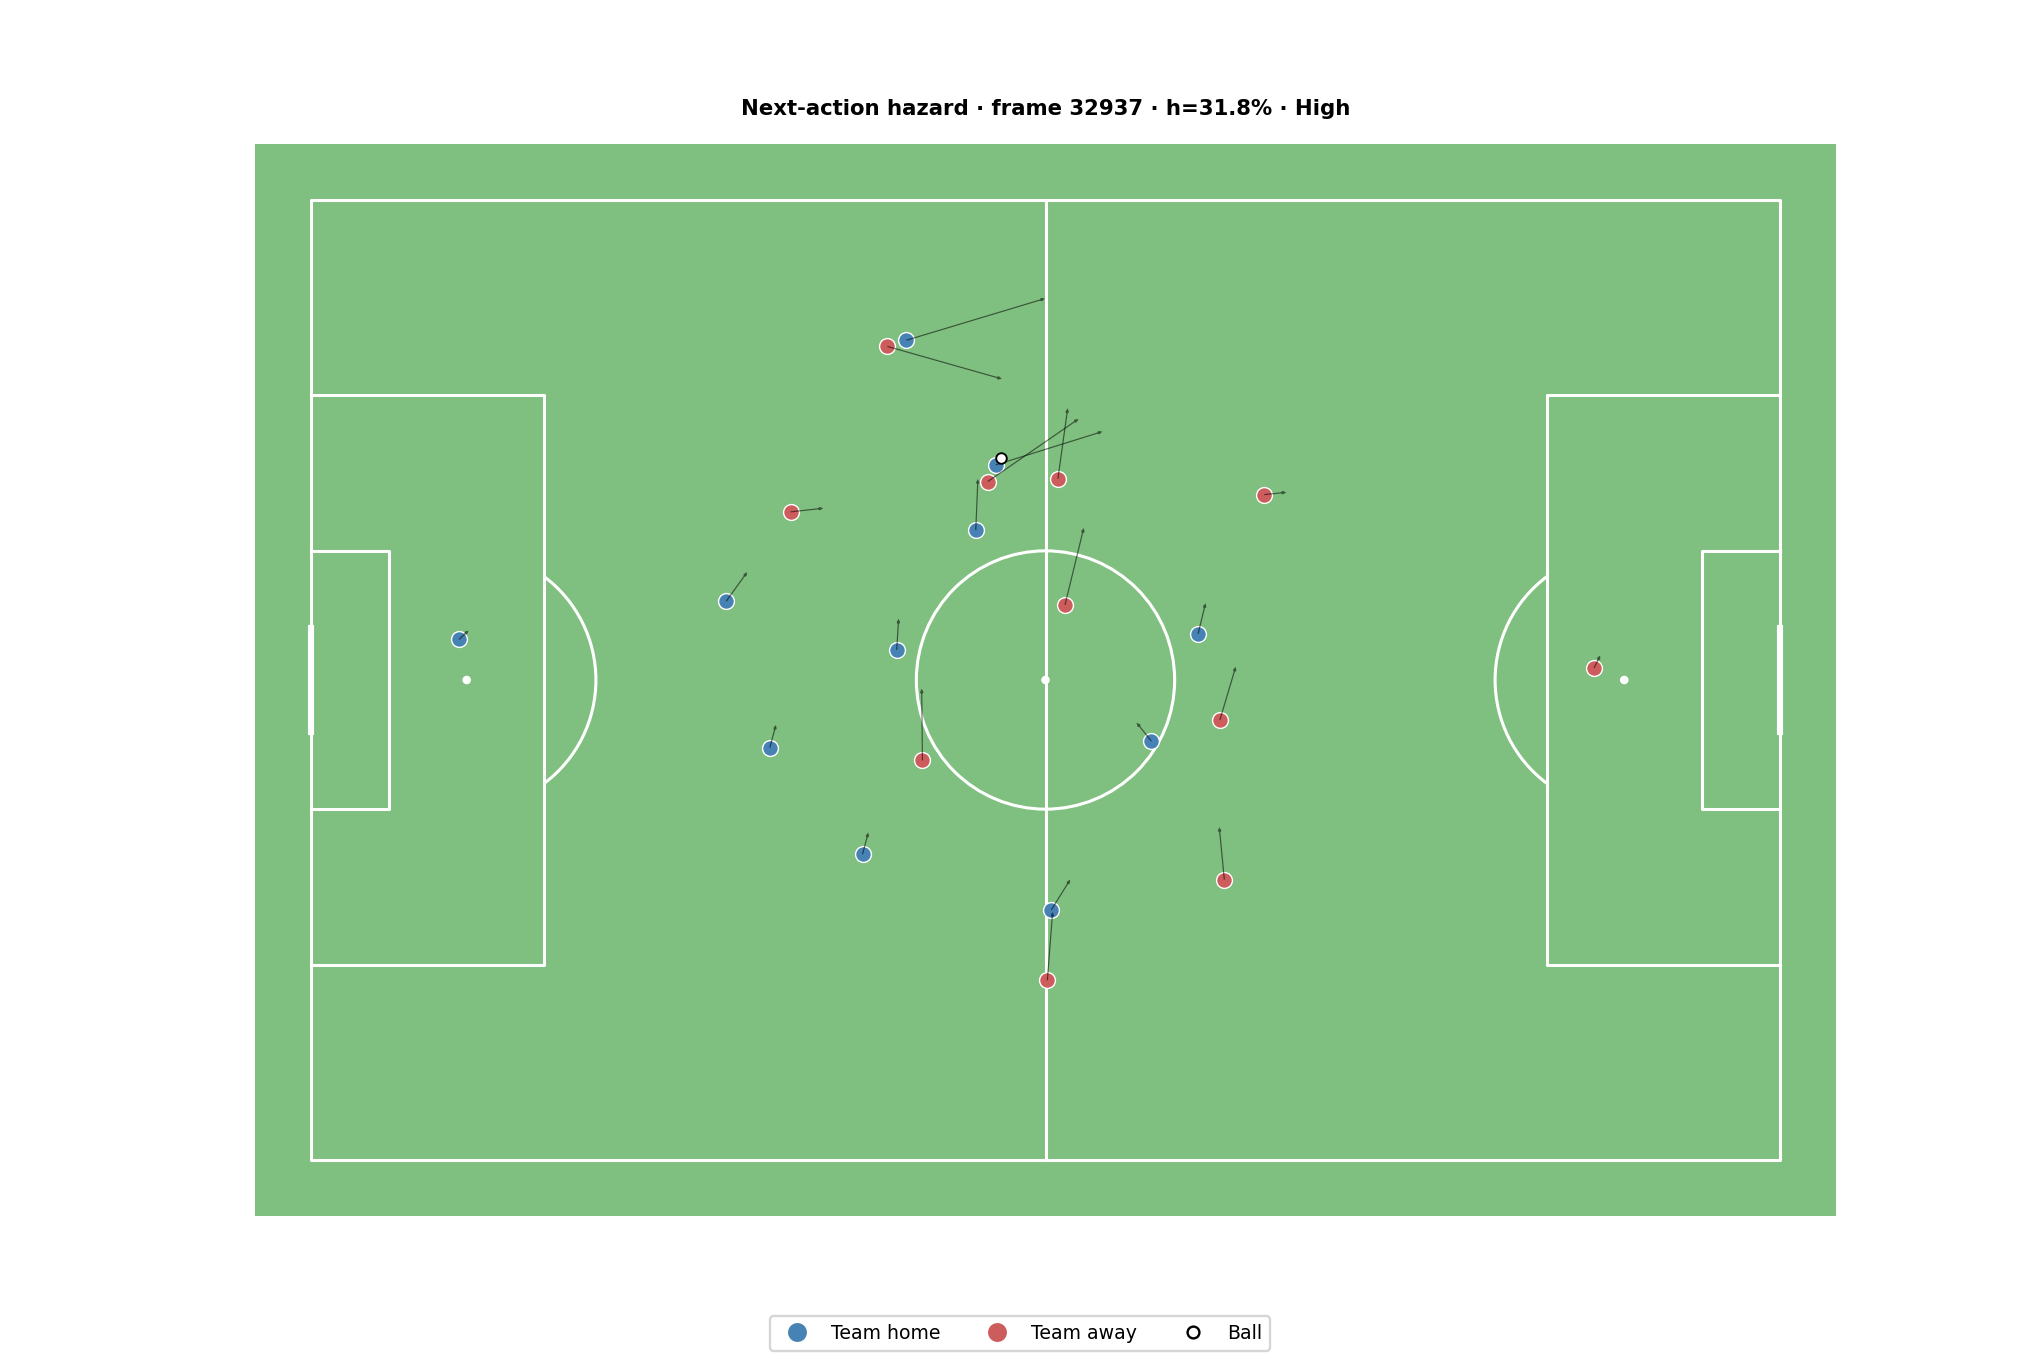 Next-action hazard · frame 32937 · h=31.8% · High
Team home
Team away
Ball